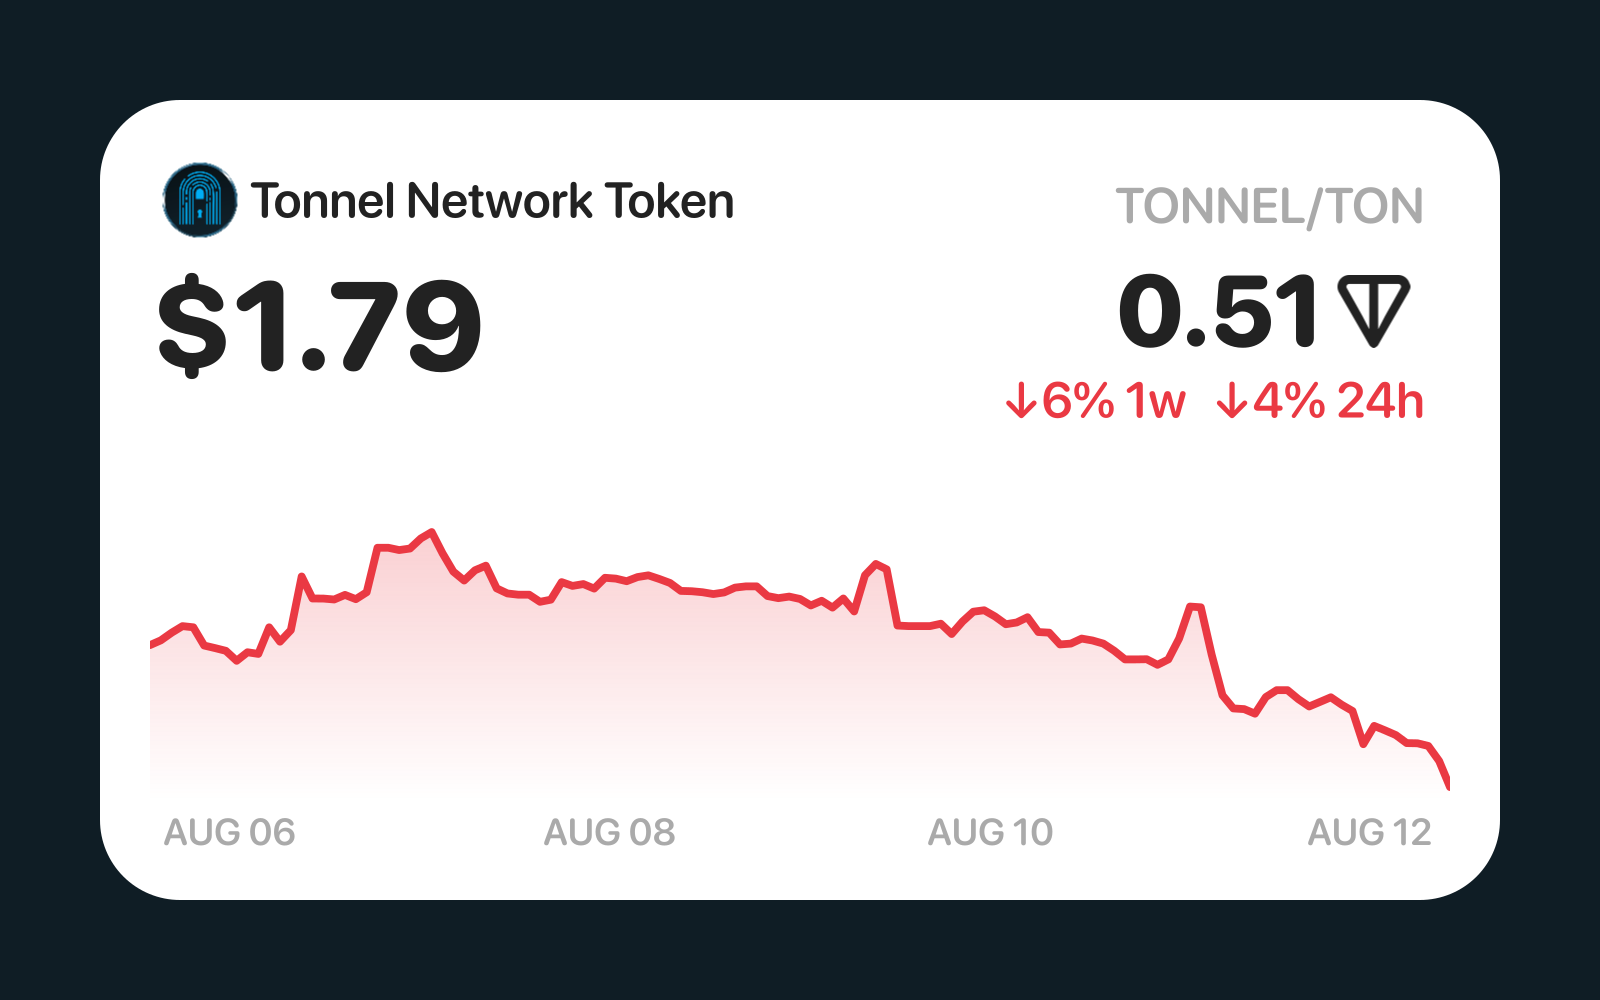 Tonnel Network Token
TONNEL/TON
$1.79
0.51
↓6% 1w ↓4% 24h
AUG 06 AUG 08 AUG 10 AUG 12